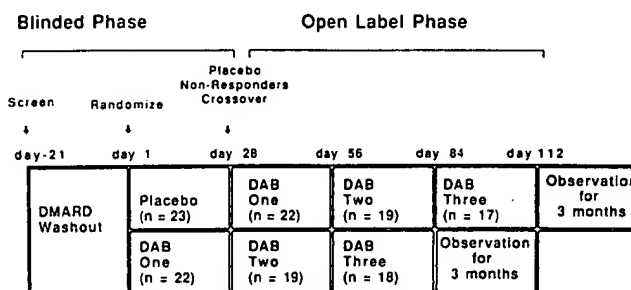 Blinded Phase Open Label Phase
Placebo
Non-Responders
Crossover
Screen Randomize
day-21 day 1 day 28 day 56 day 84 day 112
DMARD
Washout
Placebo
(n = 23)
DAB
One
(n = 22)
DAB
Two
(n = 19)
DAB
Three
(n = 17)
Observation
for
3 months
DAB
One
(n = 22)
DAB
Two
(n = 19)
DAB
Three
(n = 18)
Observation
for
3 months